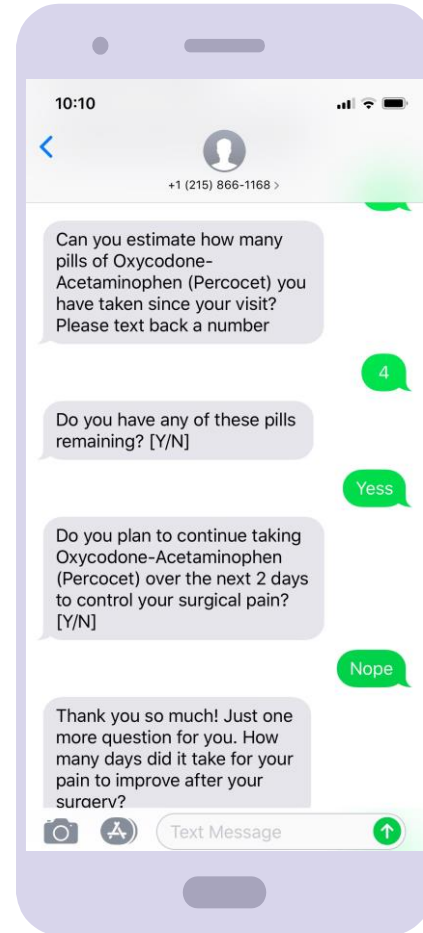 10:10
+1 (215) 866-1168 >
Can you estimate how many
pills of Oxycodone-
Acetaminophen (Percocet) you
have taken since your visit?
Please text back a number
4
Do you have any of these pills
remaining? [Y/N]
Yess
Do you plan to continue taking
Oxycodone-Acetaminophen
(Percocet) over the next 2 days
to control your surgical pain?
[Y/N]
Nope
Thank you so much! Just one
more question for you. How
many days did it take for your
pain to improve after your
surgery?
Text Message